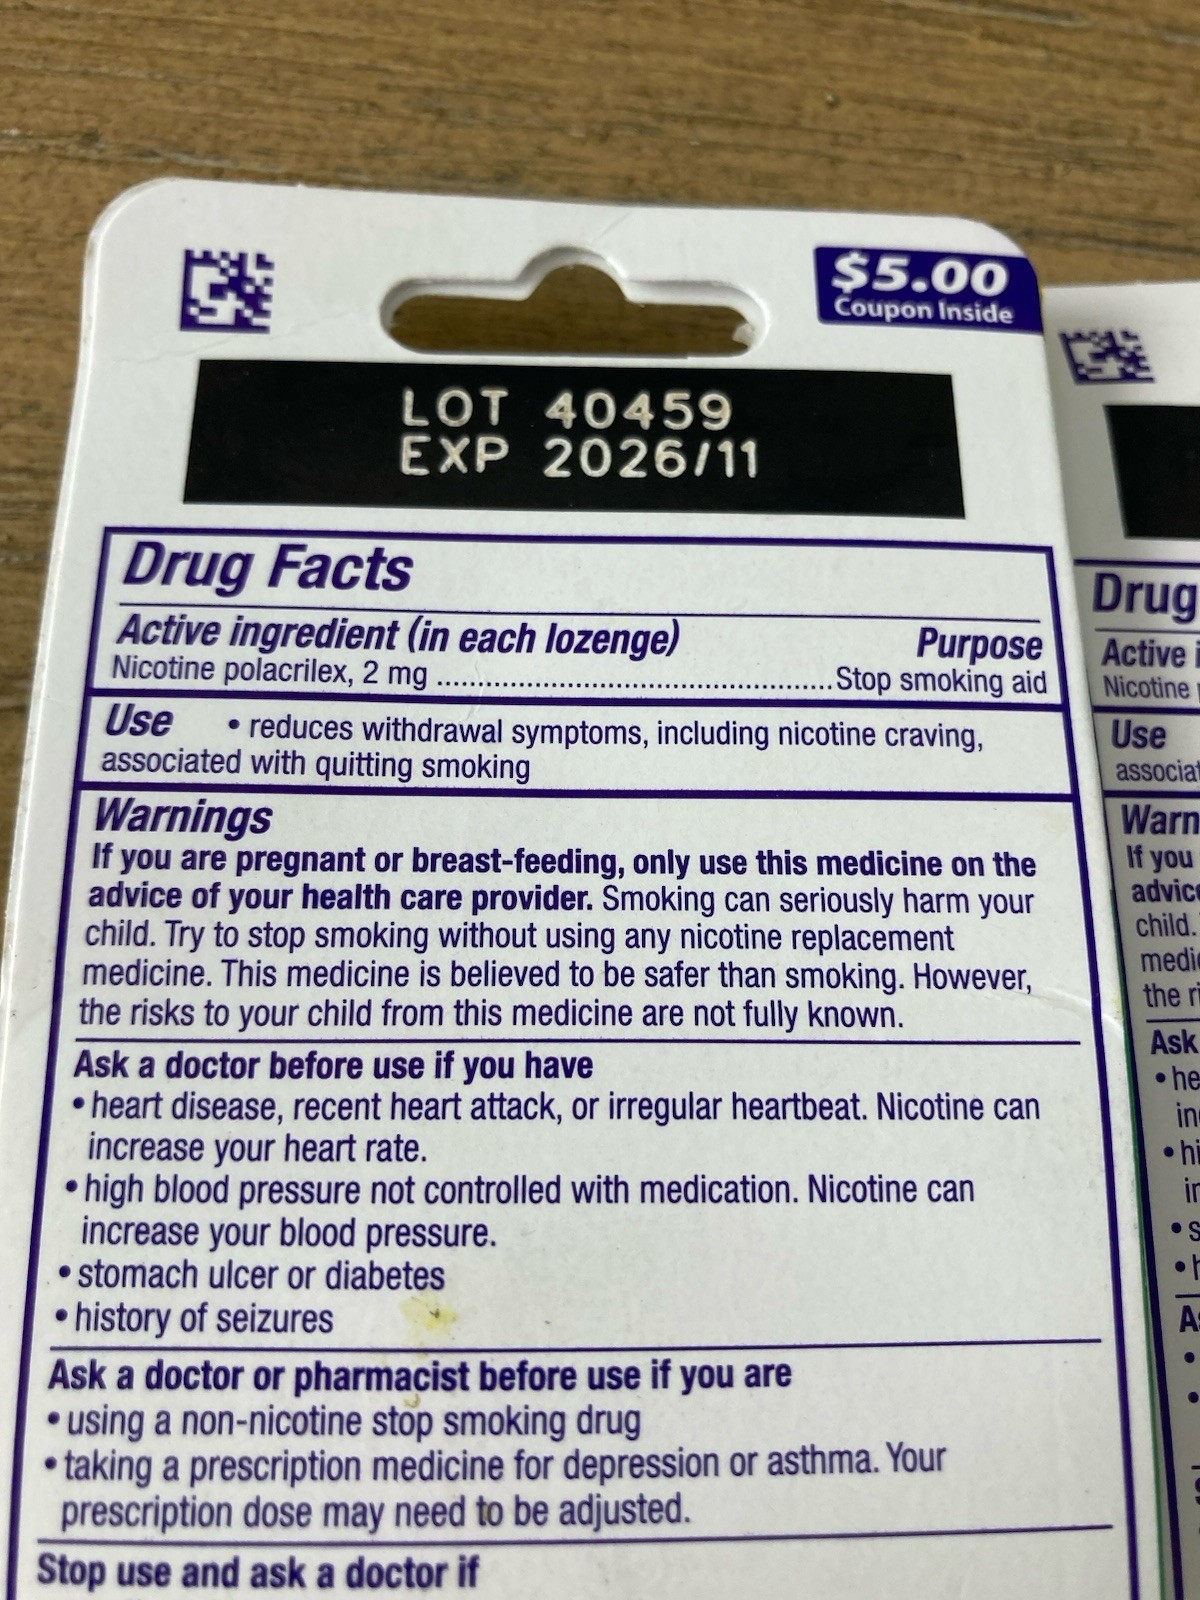 $5.00
Coupon Inside
LOT 40459
EXP 2026/11
Drug Facts
Active ingredient (in each lozenge) Purpose
Nicotine polacrilex, 2 mg ........................................................ Stop smoking aid
Use • reduces withdrawal symptoms, including nicotine craving,
associated with quitting smoking
Warnings
If you are pregnant or breast-feeding, only use this medicine on the
advice of your health care provider. Smoking can seriously harm your
child. Try to stop smoking without using any nicotine replacement
medicine. This medicine is believed to be safer than smoking. However,
the risks to your child from this medicine are not fully known.
Ask a doctor before use if you have
• heart disease, recent heart attack, or irregular heartbeat. Nicotine can
increase your heart rate.
• high blood pressure not controlled with medication. Nicotine can
increase your blood pressure.
• stomach ulcer or diabetes
• history of seizures
Ask a doctor or pharmacist before use if you are
• using a non-nicotine stop smoking drug
• taking a prescription medicine for depression or asthma. Your
prescription dose may need to be adjusted.
Stop use and ask a doctor if
Drug
Active
Nicotine
Use
If you
child.
the
Ask